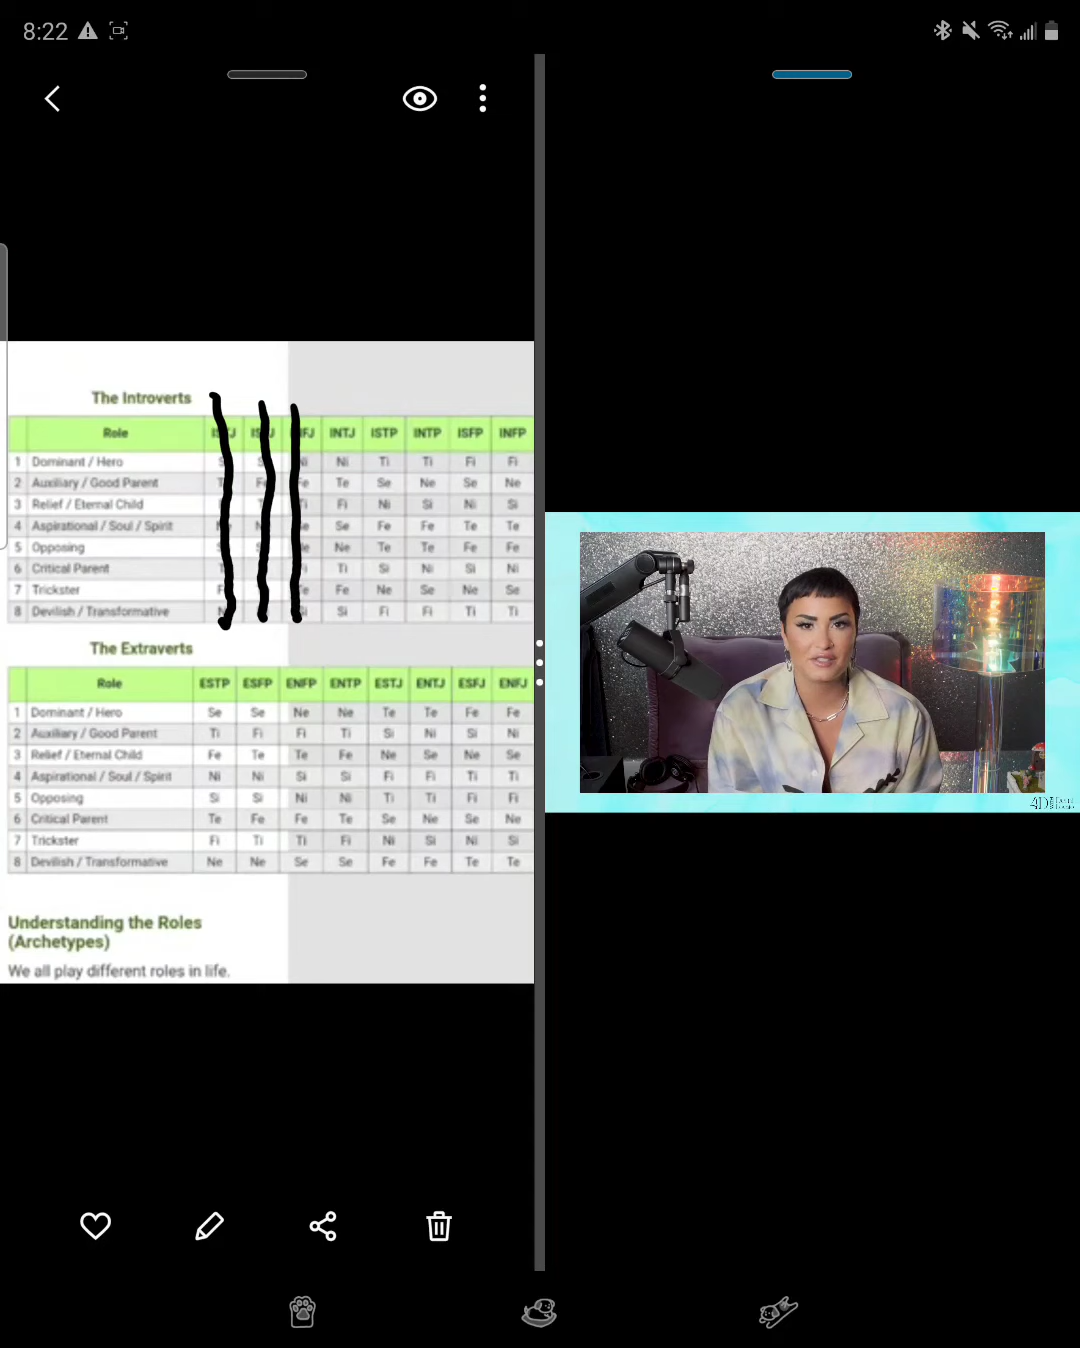 8:22
The Introverts
Role INTJ ISTP INTP ISFP INFP
1 Dominant / Hero Ni Ti Ti Fi Fi
2 Auxiliary / Good Parent Te Se Ne Se Ne
3 Relief / Eternal Child Fi Ni Si Ni Si
4 Aspirational / Soul / Spirit Se Fe Fe Te Te
5 Opposing Ne Te Te Fe Fe
6 Critical Parent Ti Si Ni Si Ni
7 Trickster Fe Ne Se Ne Se
8 Devilish / Transformative Si Fi Fi Ti Ti
The Extraverts
Role ESTP ESFP ENFP ENTP ESTJ ENTJ ESFJ ENFJ
1 Dominant / Hero Se Se Ne Ne Te Te Fe Fe
2 Auxiliary / Good Parent Ti Fi Fi Ti Si Ni Si Ni
3 Relief / Eternal Child Fe Te Te Fe Ne Se Ne Se
4 Aspirational / Soul / Spirit Ni Ni Si Si Fi Fi Ti Ti
5 Opposing Si Si Ni Ni Ti Ti Fi Fi
6 Critical Parent Te Fe Fe Te Se Ne Se Ne
7 Trickster Fi Ti Ti Fi Ni Si Ni Si
8 Devilish / Transformative Ne Ne Se Se Fe Fe Te Te
Understanding the Roles
(Archetypes)
We all play different roles in life.
4D